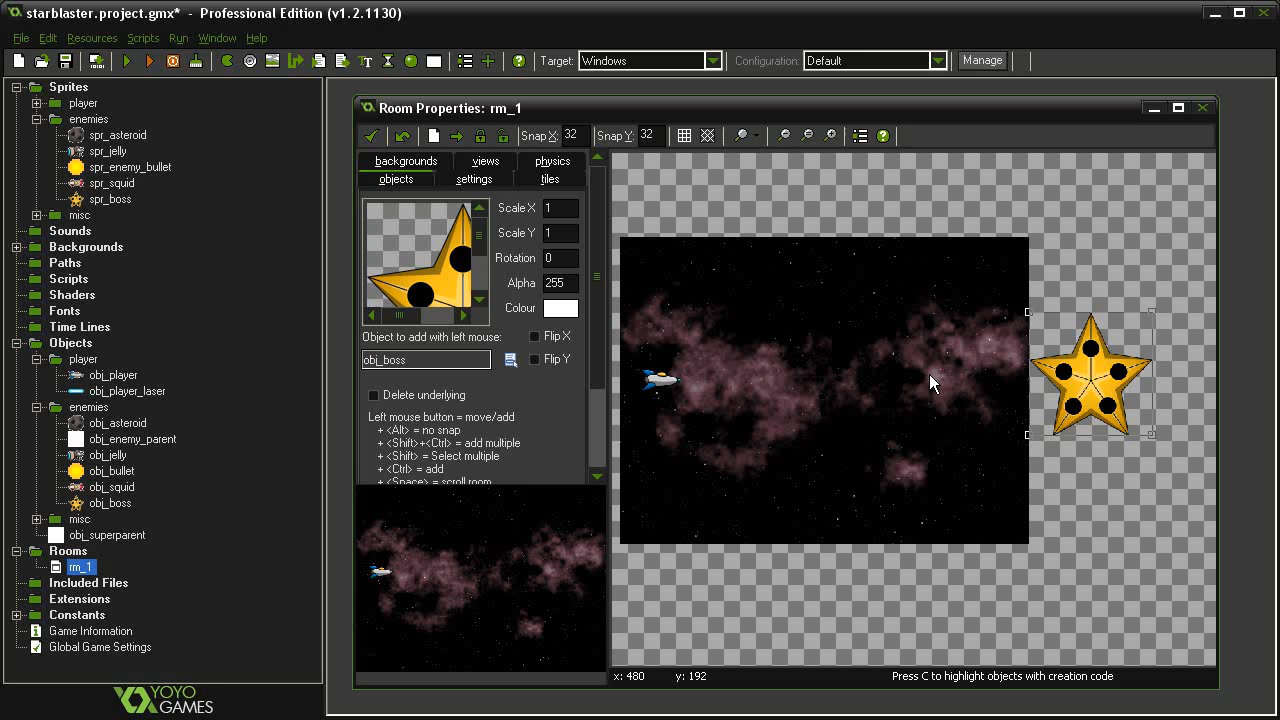 starblaster.project.gmx* - Professional Edition (v1.2.1130)
File Edit Resources Scripts Run Window Help
Target: Windows Configuration: Default Manage
Sprites
player
enemies
spr_asteroid
spr_jelly
spr_enemy_bullet
spr_squid
spr_boss
misc
Sounds
Backgrounds
Paths
Scripts
Shaders
Fonts
Time Lines
Objects
player
obj_player
obj_player_laser
enemies
obj_asteroid
obj_enemy_parent
obj_jelly
obj_bullet
obj_squid
obj_boss
misc
obj_superparent
Rooms
rm_1
Included Files
Extensions
Constants
Game Information
Global Game Settings
YOYO
GAMES
Room Properties: rm_1
Snap X: 32 Snap Y: 32
backgrounds views physics
objects settings tiles
Scale X 1
Scale Y 1
Rotation 0
Alpha 255
Colour
Object to add with left mouse:
Flip X
obj_boss
Flip Y
Delete underlying
Left mouse button = move/add
+ <Alt> = no snap
+ <Shift>+<Ctrl> = add multiple
+ <Shift> = Select multiple
+ <Ctrl> = add
+ <Space> = scroll room
x: 480 y: 192 Press C to highlight objects with creation code